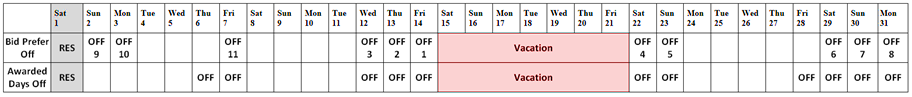 Sat 1 Sun 2 Mon 3 Tue 4 Wed 5 Thu 6 Fri 7 Sat 8 Sun 9 Mon 10 Tue 11 Wed 12 Thu 13 Fri 14 Sat 15 Sun 16 Mon 17 Tue 18 Wed 19 Thu 20 Fri 21 Sat 22 Sun 23 Mon 24 Tue 25 Wed 26 Thu 27 Fri 28 Sat 29 Sun 30 Mon 31
Bid Prefer Off RES OFF 9 OFF 10 OFF 11 OFF 3 OFF 2 OFF 1 Vacation OFF 4 OFF 5 OFF 6 OFF 7 OFF 8
Awarded Days Off RES OFF OFF OFF OFF OFF Vacation OFF OFF OFF OFF OFF OFF